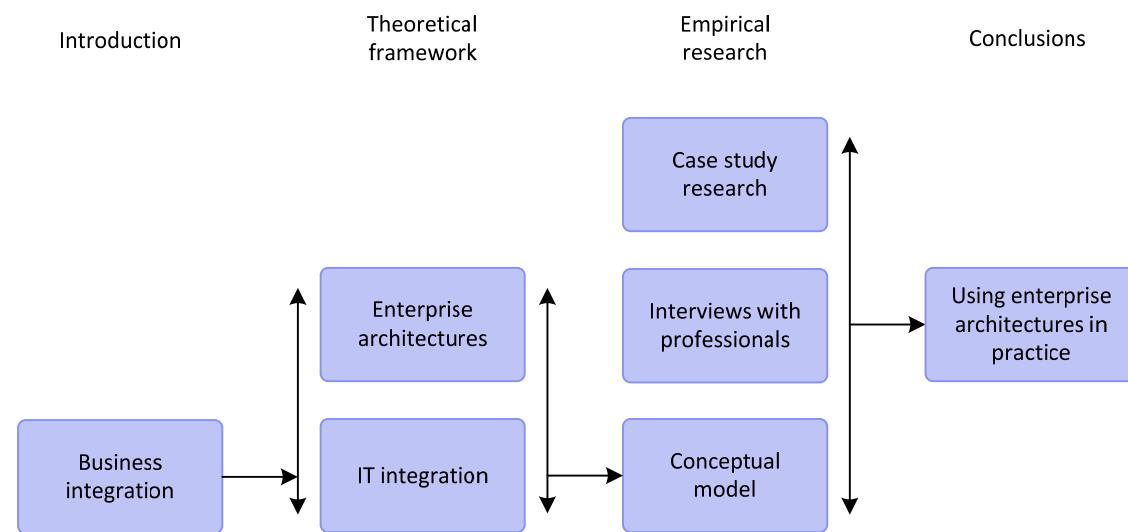 Introduction
Theoretical
framework
Empirical
research
Conclusions
Case study
research
Enterprise
architectures
Interviews with
professionals
Using enterprise
architectures in
practice
Business
integration
IT integration
Conceptual
model